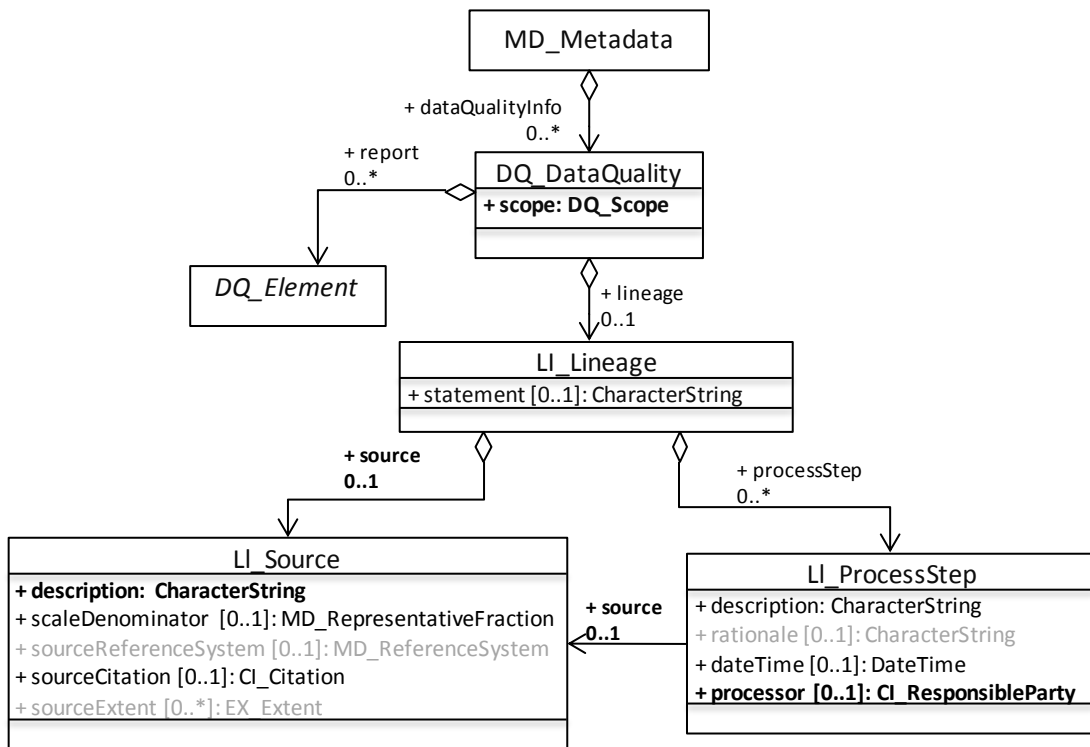 MD_Metadata
+ dataQualityInfo
0..*
+ report
0..*
DQ_DataQuality
+ scope: DQ_Scope
DQ_Element
+ lineage
0..1
LI_Lineage
+ statement [0..1]: CharacterString
+ source
0..1
+ processStep
0..*
Ll_Source
+ description: CharacterString
+ scaleDenominator [0..1]: MD_RepresentativeFraction
+ sourceReferenceSystem [0..1]: MD_ReferenceSystem
+ sourceCitation [0..1]: CI_Citation
+ sourceExtent [0..*]: EX_Extent
+ source
0..1
Ll_ProcessStep
+ description: CharacterString
+ rationale [0..1]: CharacterString
+ dateTime [0..1]: DateTime
+ processor [0..1]: CI_ResponsibleParty